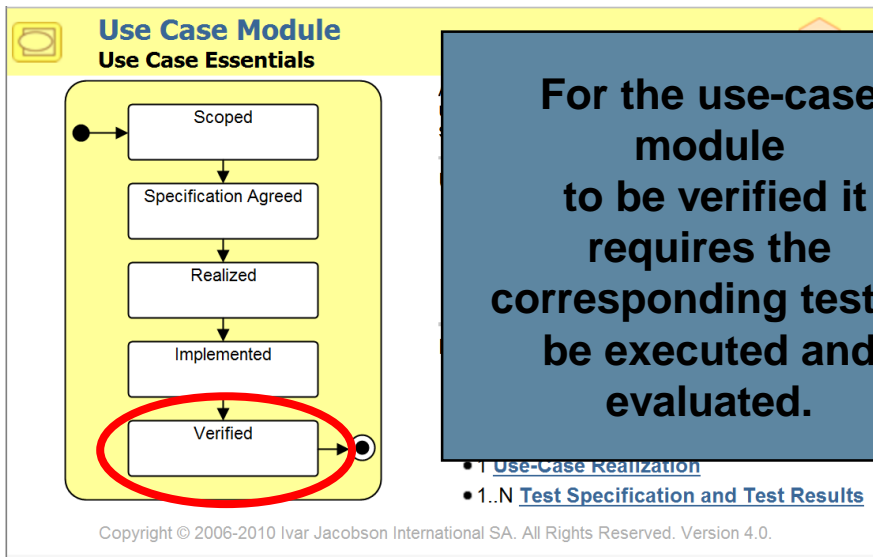 Use Case Module
Use Case Essentials
Scoped
Specification Agreed
Realized
Implemented
Verified
For the use-case
module
to be verified it
requires the
corresponding test
be executed and
evaluated.
• 1 Use-Case Realization
• 1..N Test Specification and Test Results
Copyright © 2006-2010 Ivar Jacobson International SA. All Rights Reserved. Version 4.0.